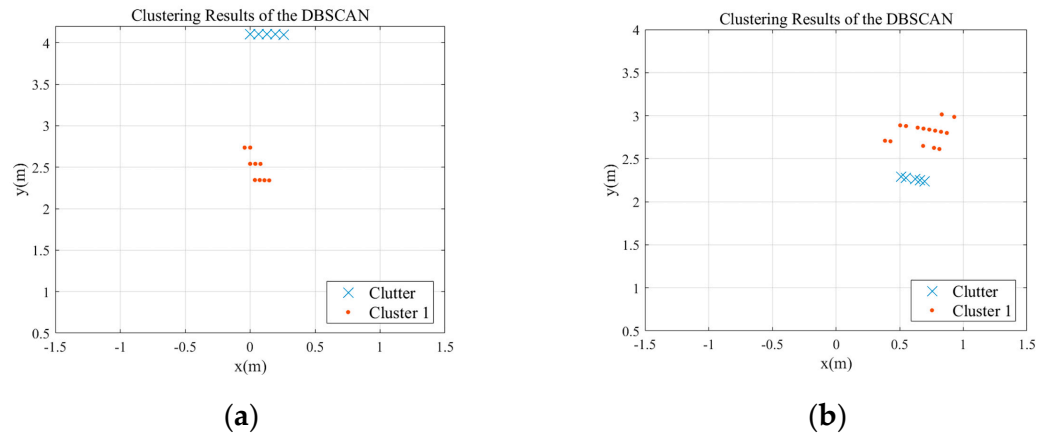 Clustering Results of the DBSCAN
4
3.5
3
2.5
2
1.5
1
0.5
y(m)
-1.5 -1 -0.5 0 0.5 1 1.5
x(m)
Clutter
Cluster 1
(a)
Clustering Results of the DBSCAN
4
3.5
3
2.5
2
1.5
1
0.5
y(m)
-1.5 -1 -0.5 0 0.5 1 1.5
x(m)
Clutter
Cluster 1
(b)